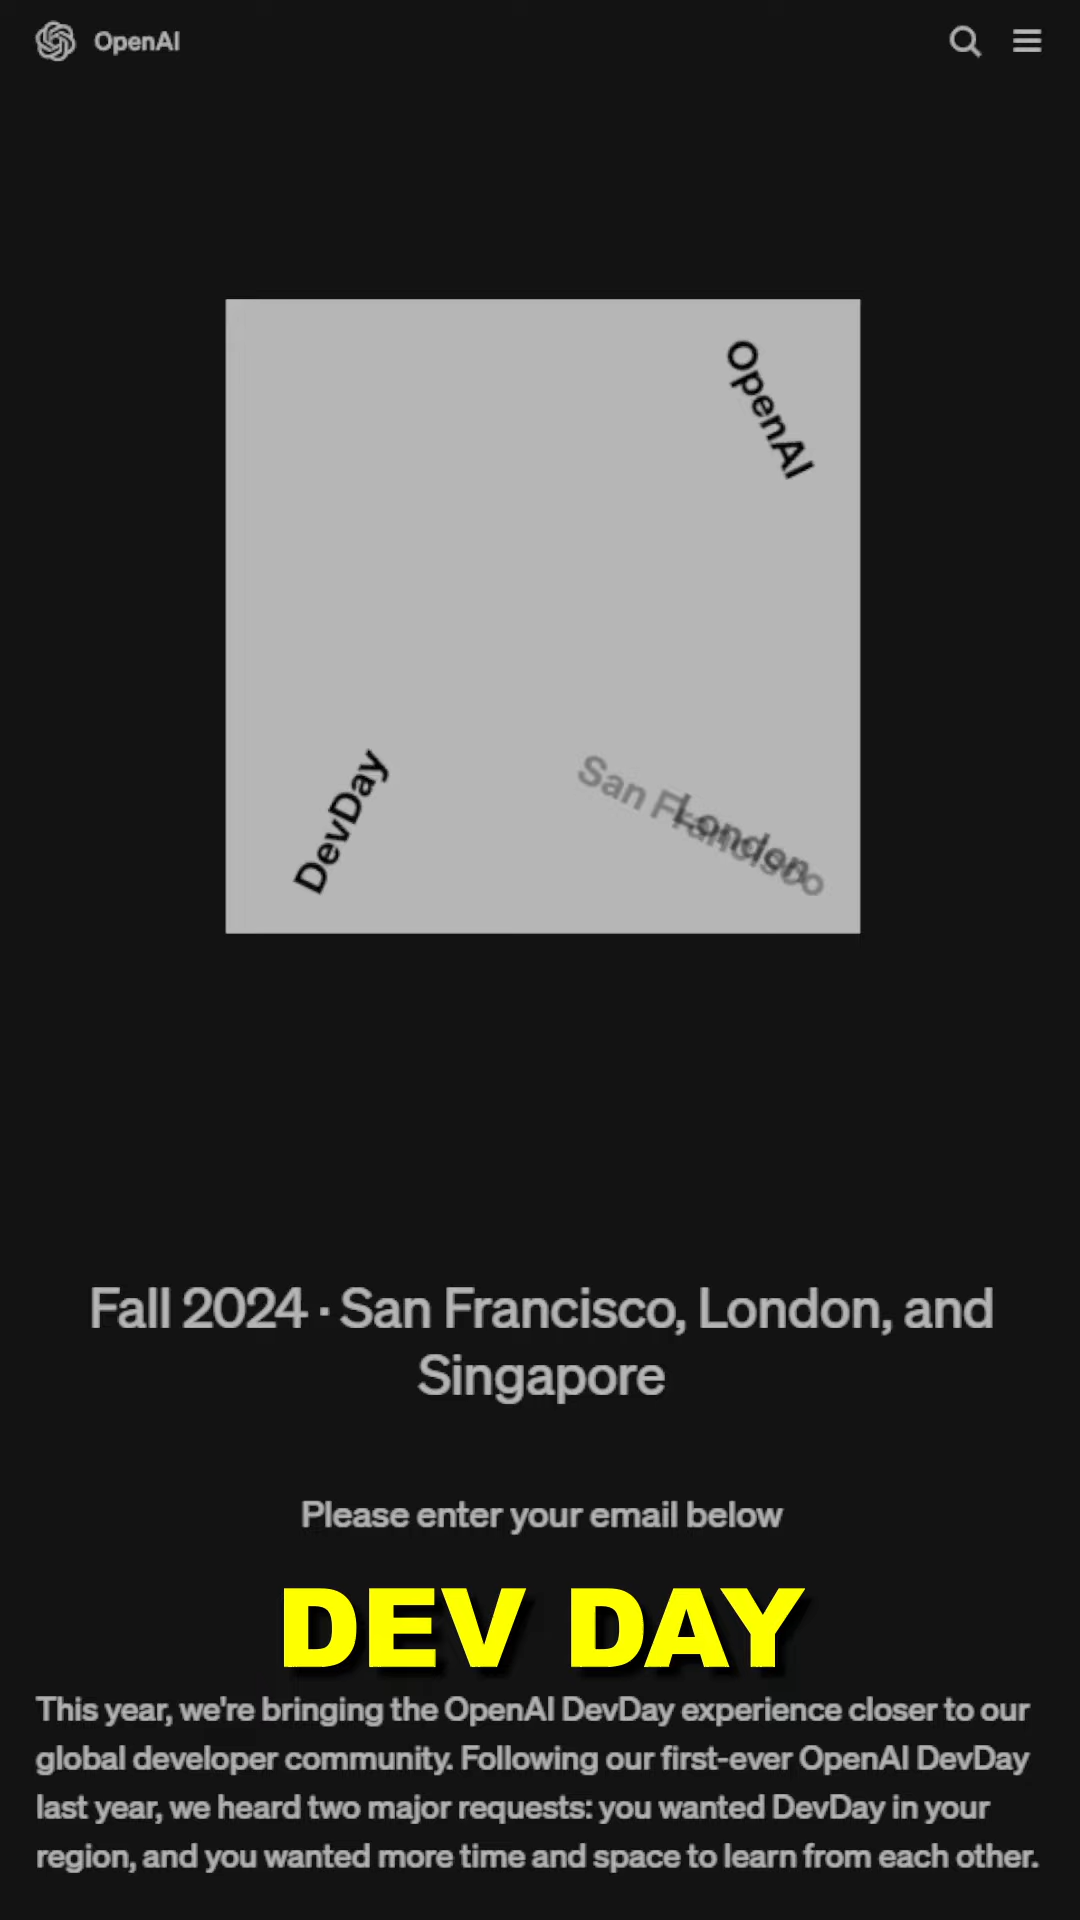 OpenAI
OpenAI
DevDay
San Francisco
London
Fall 2024 · San Francisco, London, and
Singapore
Please enter your email below
DEV DAY
This year, we're bringing the OpenAI DevDay experience closer to our
global developer community. Following our first-ever OpenAI DevDay
last year, we heard two major requests: you wanted DevDay in your
region, and you wanted more time and space to learn from each other.